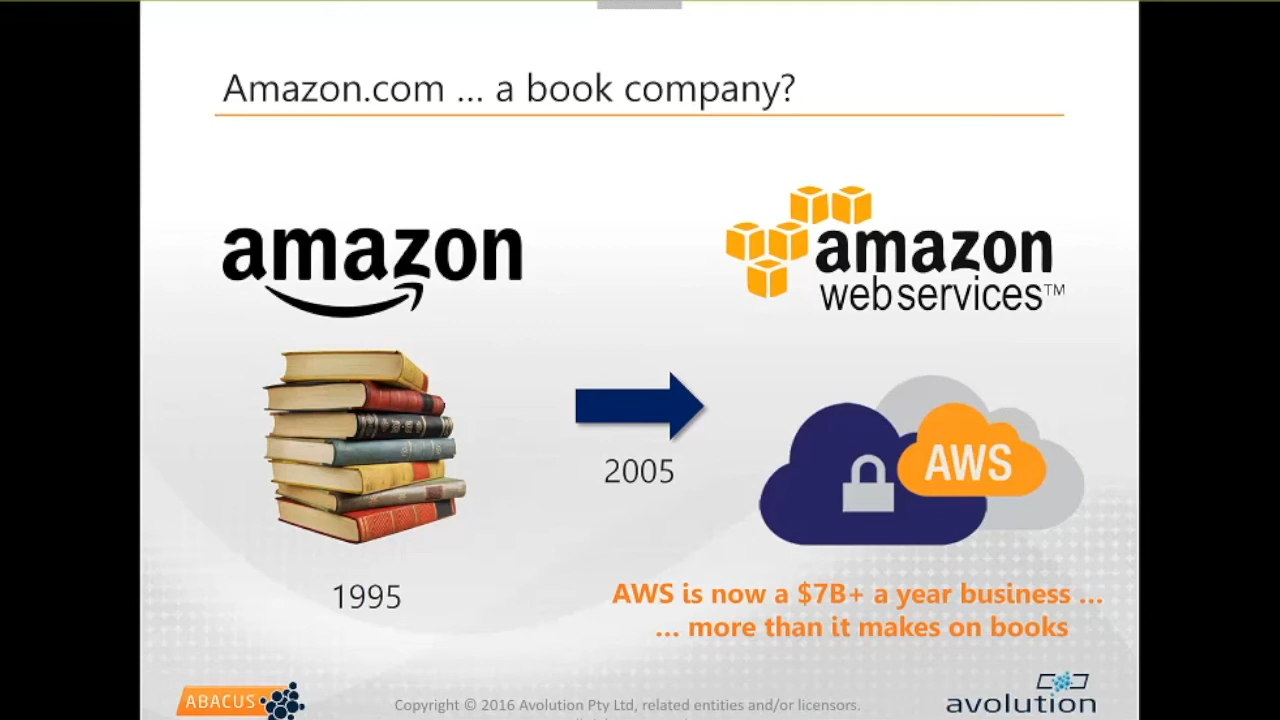 Amazon.com ... a book company?
amazon
amazon
webservices™
AWS
2005
1995
AWS is now a $7B+ a year business ...
... more than it makes on books
ABACUS
Copyright © 2016 Avolution Pty Ltd, related entities and/or licensors.
avolution